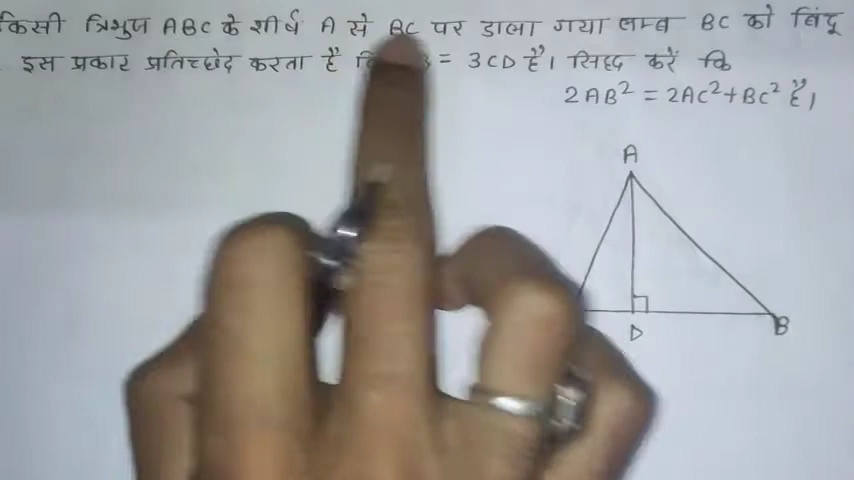 किसी त्रिभुज ABC के शीर्ष A से BC पर डाला गया लम्ब BC को बिंदू
इस प्रकार प्रतिच्छेद करता है = 3CD है। सिद्ध करें कि
2AB² = 2AC² + BC² है।
A
D
B